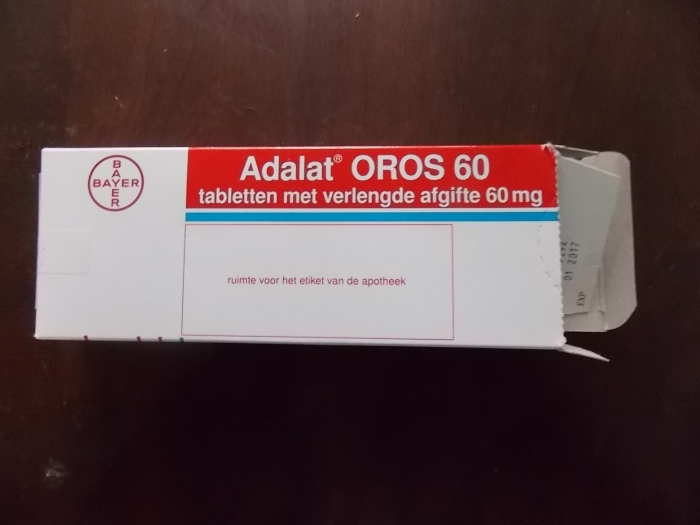 BAYER
BAYER
Adalat® OROS 60
tabletten met verlengde afgifte 60 mg
ruimte voor het etiket van de apotheek
01 2017
Exp